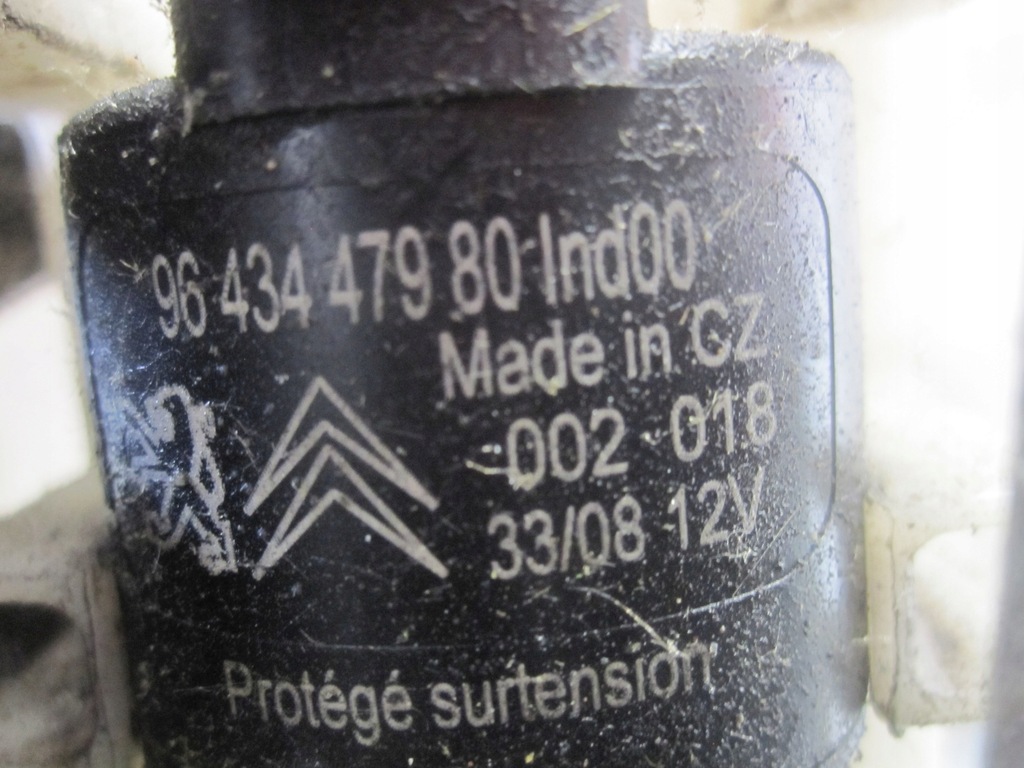 96 434 479 80 Ind00
Made in CZ
002 018
33/08 12V
Protégé surtension